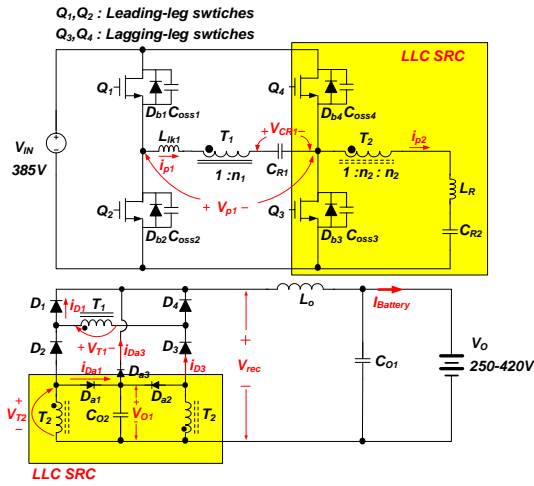 Q1,Q2 : Leading-leg swtiches
Q3,Q4 : Lagging-leg swtiches
LLC SRC
Q1
Db1 Coss1
Q4
Db4 Coss4
VIN
385V
Llk1
T1
+ VCR1 −
T2
ip2
ip1
1 :n1
CR1
1 :n2 : n2
LR
+ Vp1 −
Q2
Db2 Coss2
Q3
Db3 Coss3
CR2
D1
iD1
T1
D4
Lo
IBattery
+ VT1 −
iDa3
D2
D3
iD3
+
Vrec
−
CO1
VO
250-420V
iDa1
Da3
Da1
Da2
+
VT2
−
T2
CO2
+
VO1
−
T2
LLC SRC